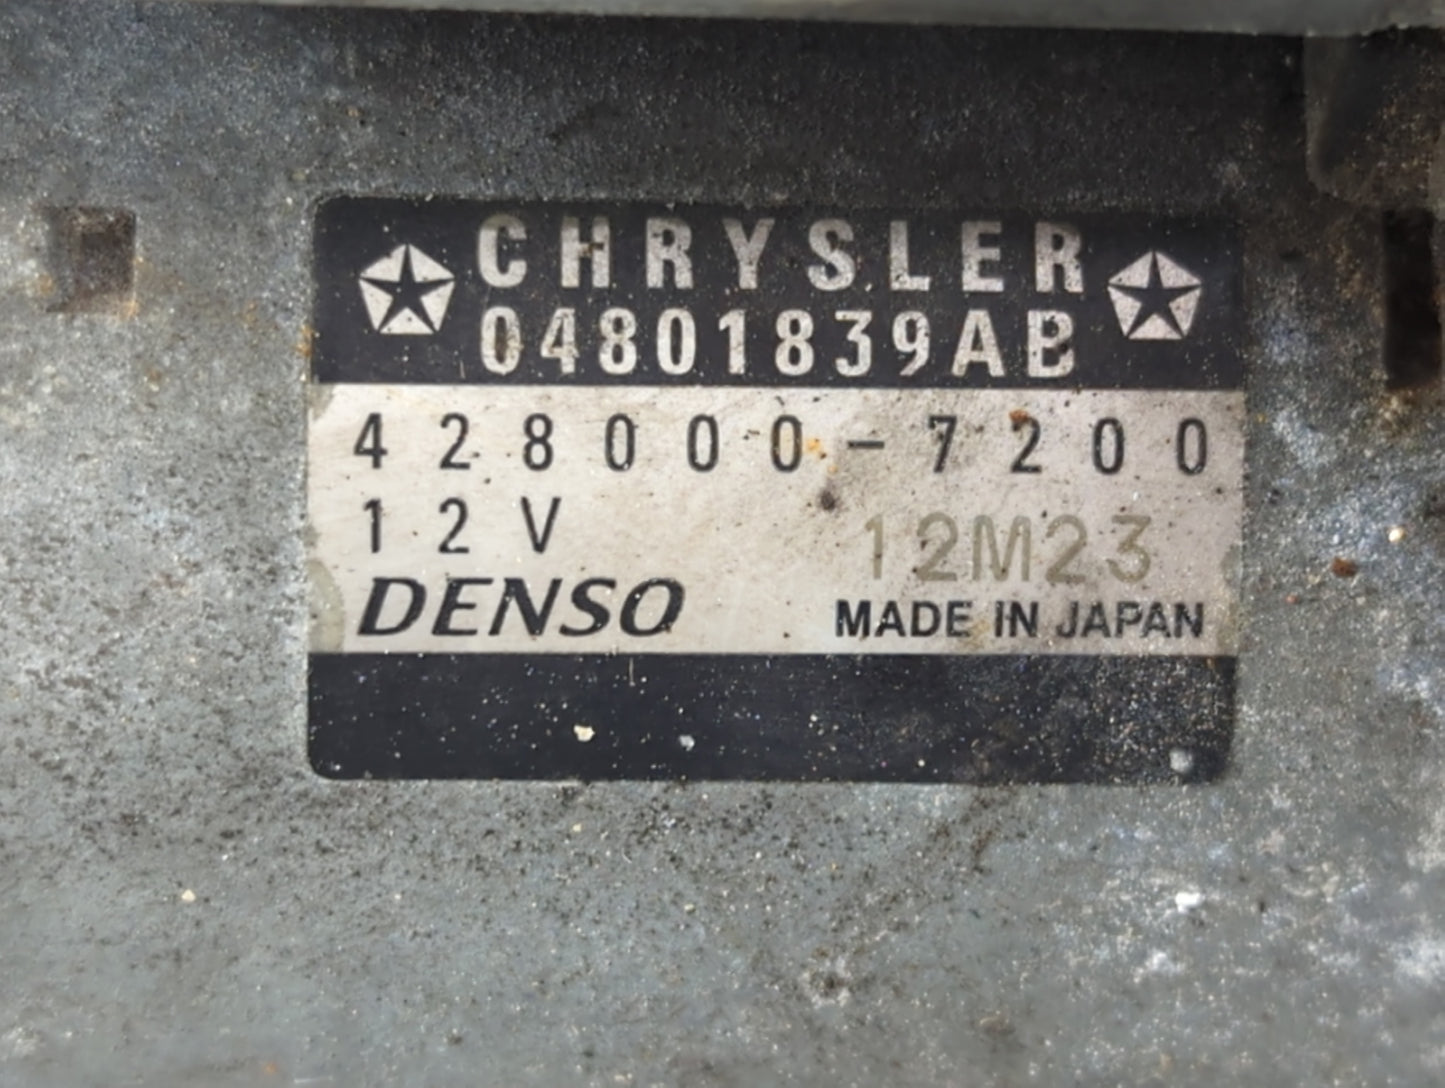 CHRYSLER
04801839AB
428000-7200
12V
12M23
DENSO
MADE IN JAPAN